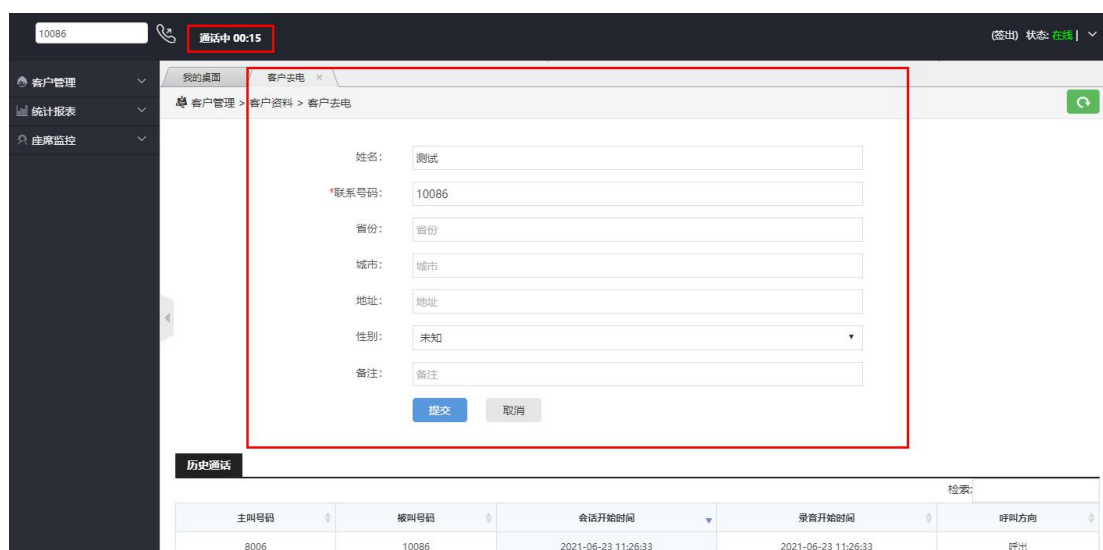 10086 通话中 00:15 (签出) 状态: 在线 |
客户管理
统计报表
座席监控
我的桌面 客户去电 ×
客户管理 > 客户资料 > 客户去电
姓名: 测试
*联系号码: 10086
省份: 省份
城市: 城市
地址: 地址
性别: 未知
备注: 备注
提交 取消
历史通话
检索:
主叫号码 被叫号码 会话开始时间 录音开始时间 呼叫方向
8006 10086 2021-06-23 11:26:33 2021-06-23 11:26:33 呼出